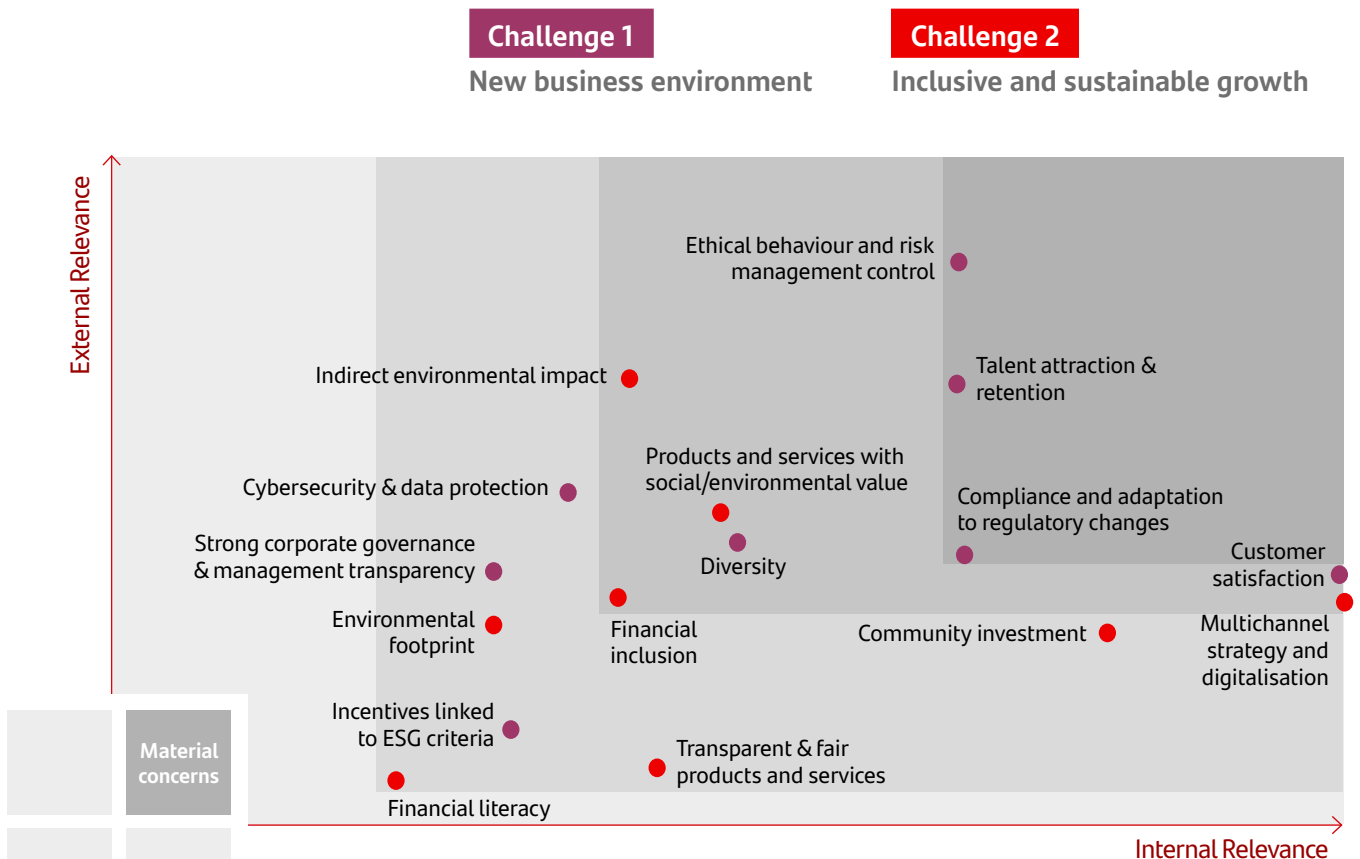 Challenge 1
New business environment
Challenge 2
Inclusive and sustainable growth
External Relevance
Ethical behaviour and risk
management control
Indirect environmental impact
Talent attraction &
retention
Products and services with
social/environmental value
Cybersecurity & data protection
Compliance and adaptation
to regulatory changes
Strong corporate governance
& management transparency
Diversity
Customer
satisfaction
Environmental
footprint
Financial
inclusion
Community investment
Multichannel
strategy and
digitalisation
Incentives linked
to ESG criteria
Transparent & fair
products and services
Material
concerns
Financial literacy
Internal Relevance